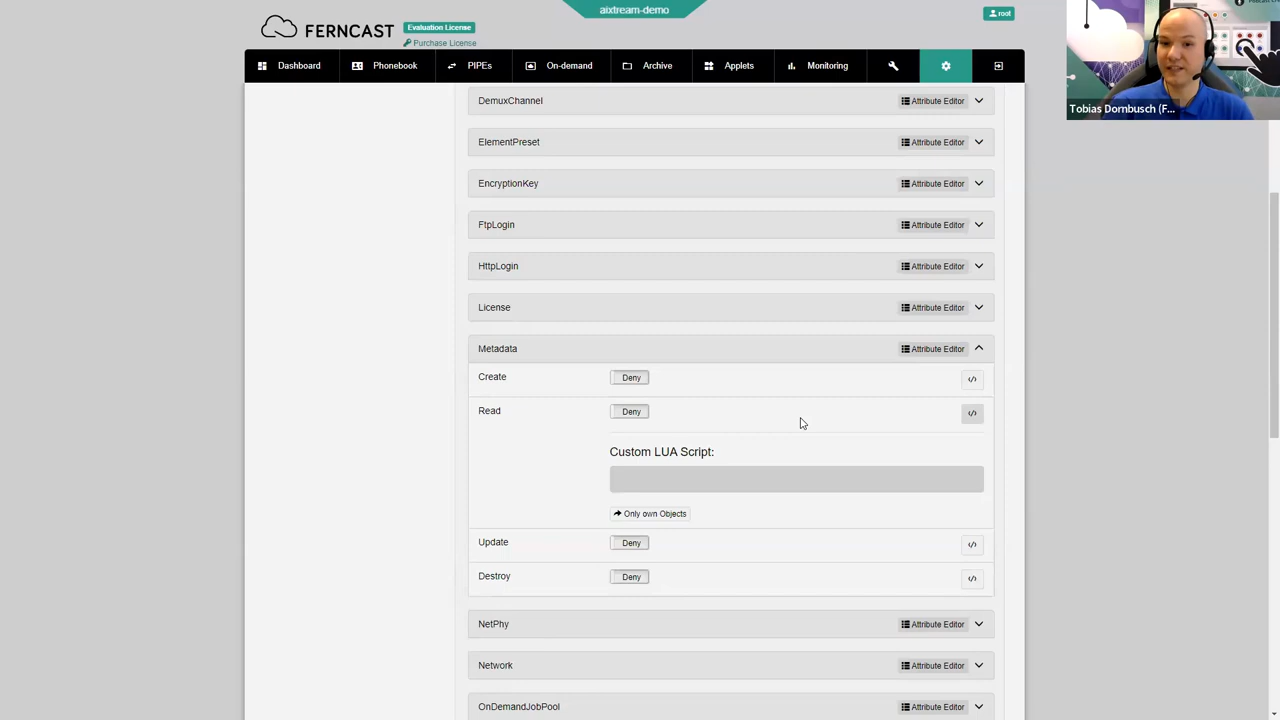 aixtream-demo
FERNCAST
Evaluation License
Purchase License
root
Dashboard Phonebook PIPEs On-demand Archive Applets Monitoring
Tobias Dornbusch (F...
DemuxChannel Attribute Editor
ElementPreset Attribute Editor
EncryptionKey Attribute Editor
FtpLogin Attribute Editor
HttpLogin Attribute Editor
License Attribute Editor
Metadata Attribute Editor
Create Deny </>
Read Deny </>
Custom LUA Script:
Only own Objects
Update Deny </>
Destroy Deny </>
NetPhy Attribute Editor
Network Attribute Editor
OnDemandJobPool Attribute Editor